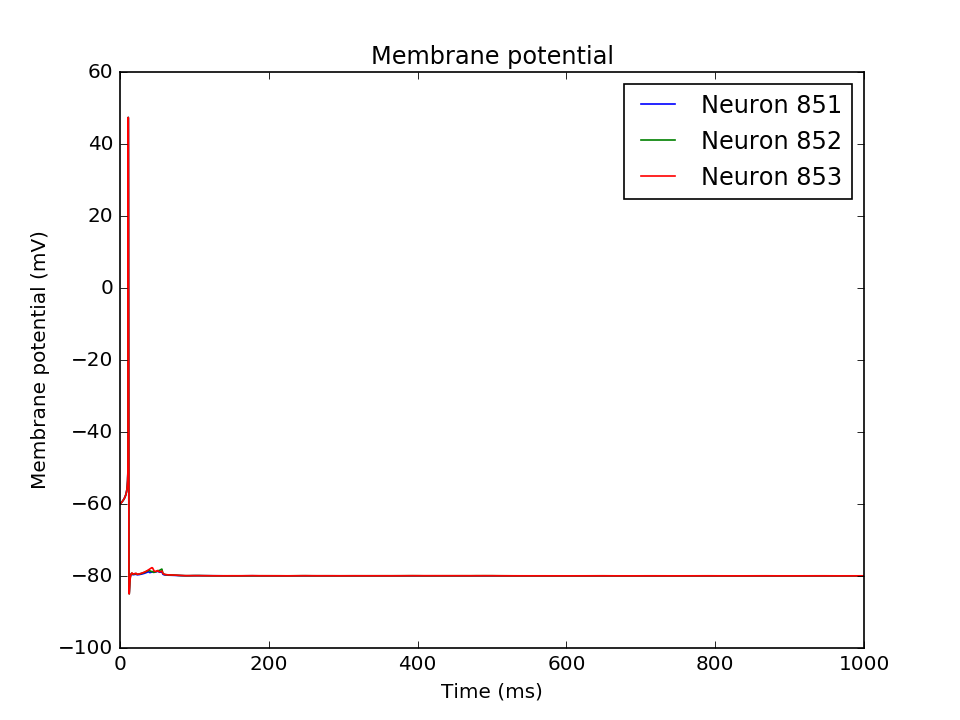 Membrane potential
60
40
20
0
−20
−40
−60
−80
−100
Membrane potential (mV)
Neuron 851
Neuron 852
Neuron 853
0 200 400 600 800 1000
Time (ms)